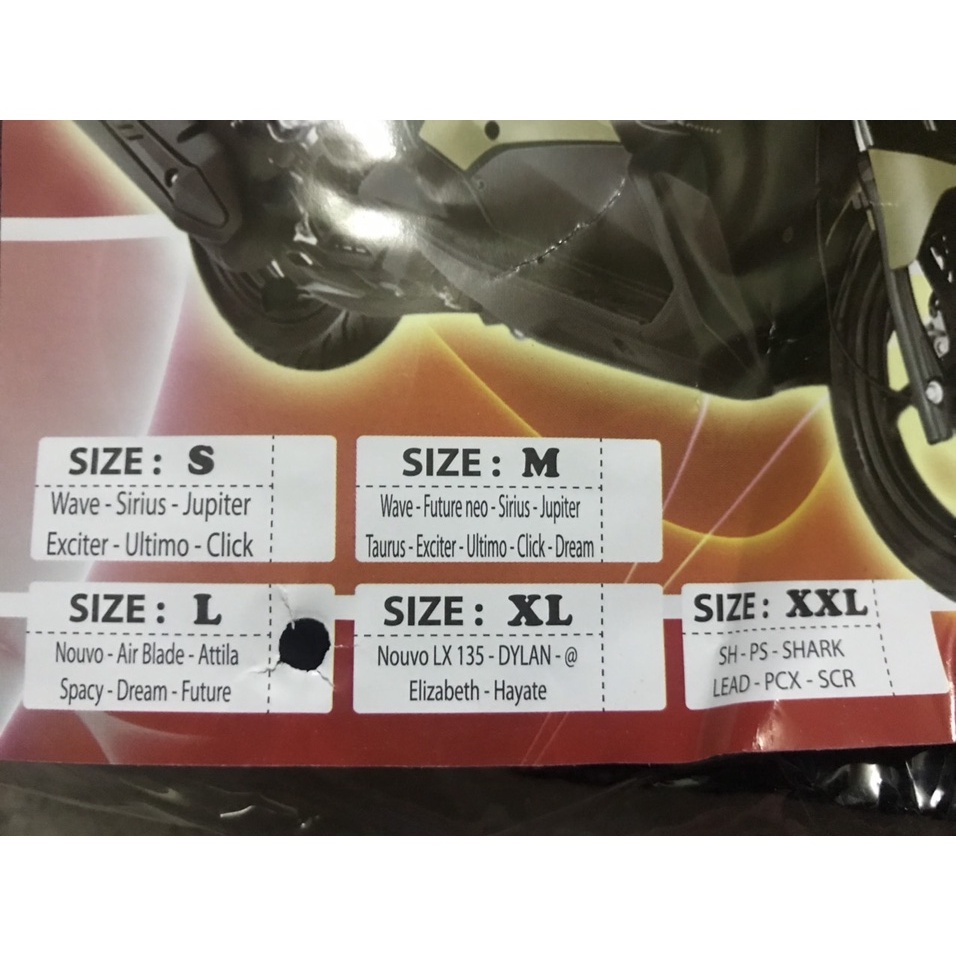 SIZE : S
Wave - Sirius - Jupiter
Exciter - Ultimo - Click
SIZE : M
Wave - Future neo - Sirius - Jupiter
Taurus - Exciter - Ultimo - Click - Dream
SIZE : L
Nouvo - Air Blade - Attila
Spacy - Dream - Future
SIZE : XL
Nouvo LX 135 - DYLAN - @
Elizabeth - Hayate
SIZE : XXL
SH - PS - SHARK
LEAD - PCX - SCR